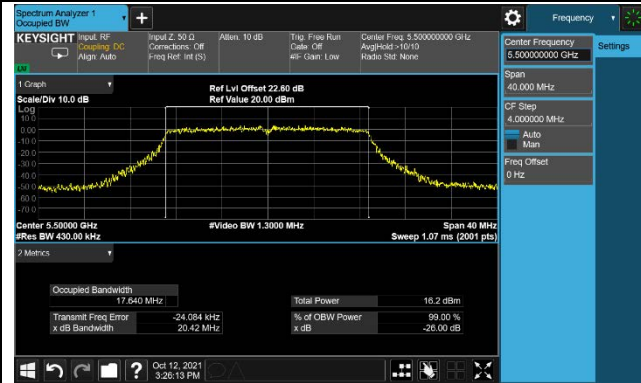 Spectrum Analyzer 1
Occupied BW
Frequency
KEYSIGHT
Input: RF
Coupling: DC
Align: Auto
Input Z: 50 Ω
Corrections: Off
Freq Ref: Int (S)
Atten: 10 dB
Trig: Free Run
Gate: Off
#IF Gain: Low
Center Freq: 5.500000000 GHz
Avg|Hold:>10/10
Radio Std: None
Center Frequency
5.500000000 GHz
Settings
Span
40.000 MHz
CF Step
4.000000 MHz
Auto
Man
Freq Offset
0 Hz
1 Graph
Scale/Div 10.0 dB
Ref Lvl Offset 22.60 dB
Ref Value 20.00 dBm
Log
10.0
0.00
-10.0
-20.0
-30.0
-40.0
-50.0
-60.0
-70.0
Center 5.50000 GHz
#Video BW 1.3000 MHz
Span 40 MHz
#Res BW 430.00 kHz
Sweep 1.07 ms (2001 pts)
2 Metrics
Occupied Bandwidth
17.640 MHz
Total Power 16.2 dBm
Transmit Freq Error -24.084 kHz
% of OBW Power 99.00 %
x dB Bandwidth 20.42 MHz
x dB -26.00 dB
?
Oct 12, 2021
3:26:13 PM